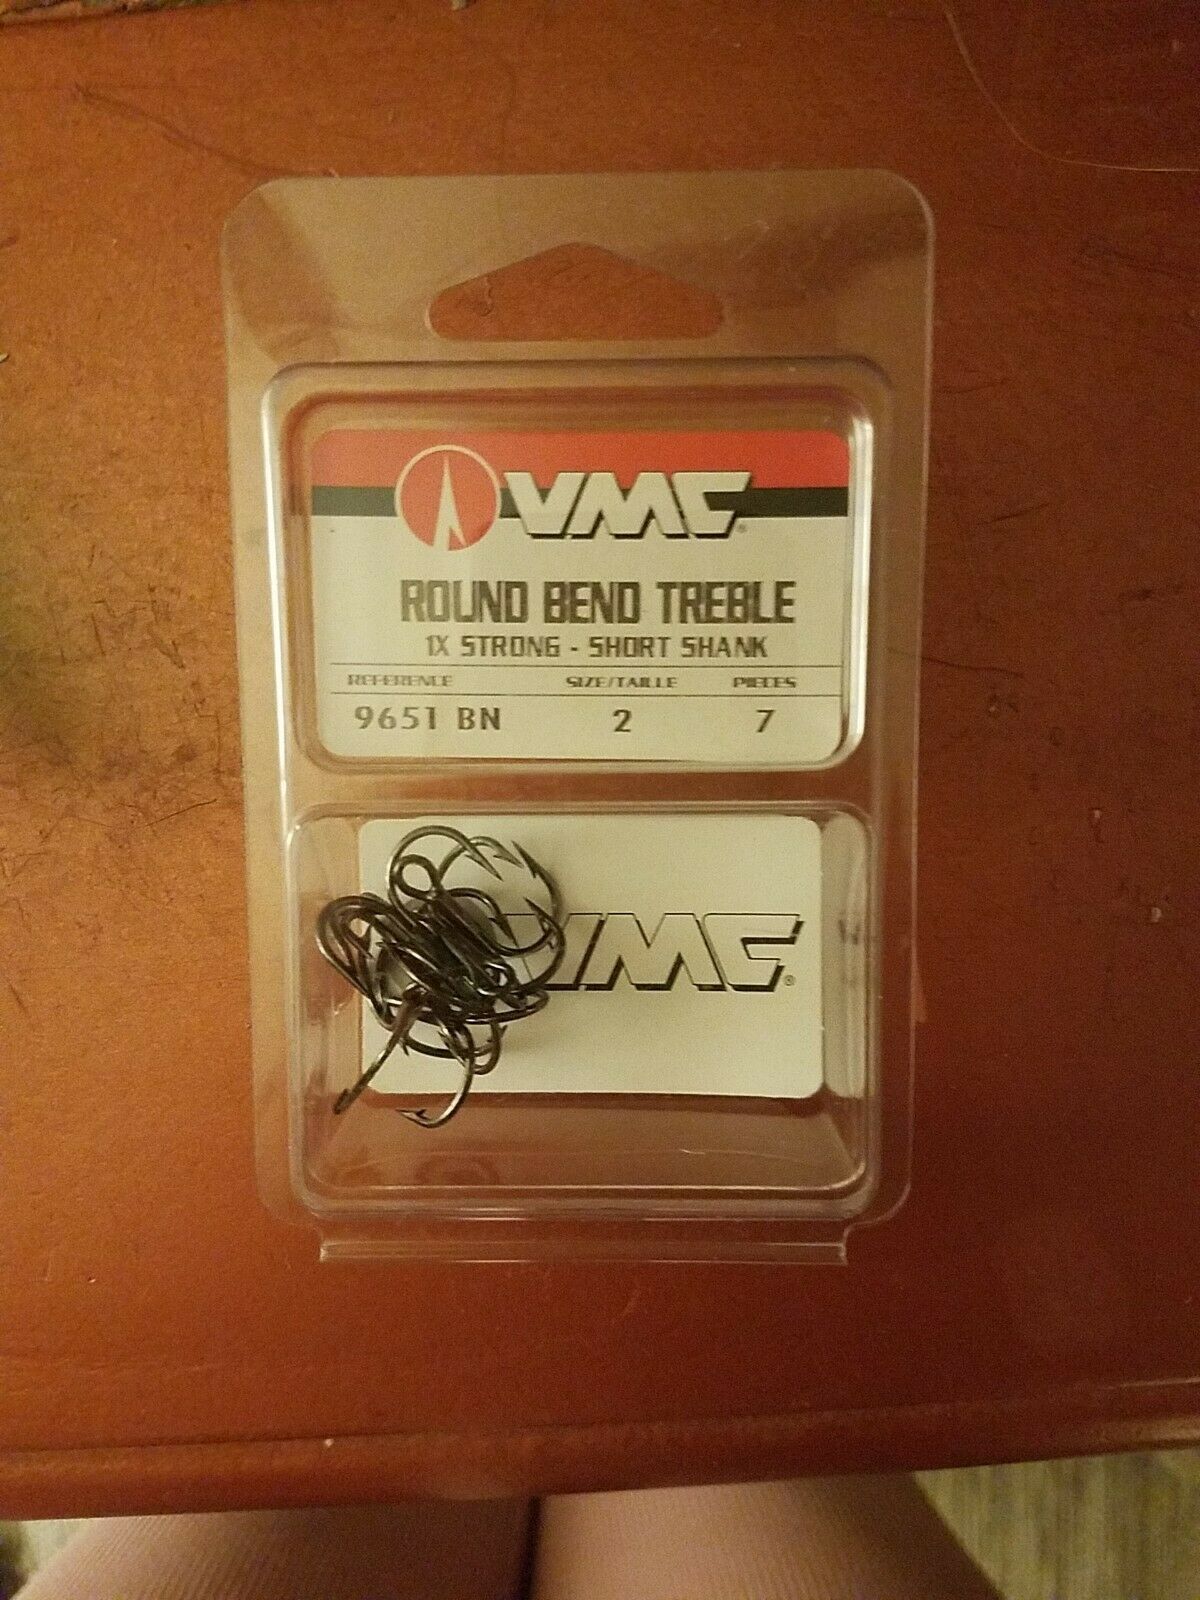 VMC®
ROUND BEND TREBLE
1X STRONG - SHORT SHANK
REFERENCE SIZE/TAILLE PIECES
9651 BN 2 7
VMC®